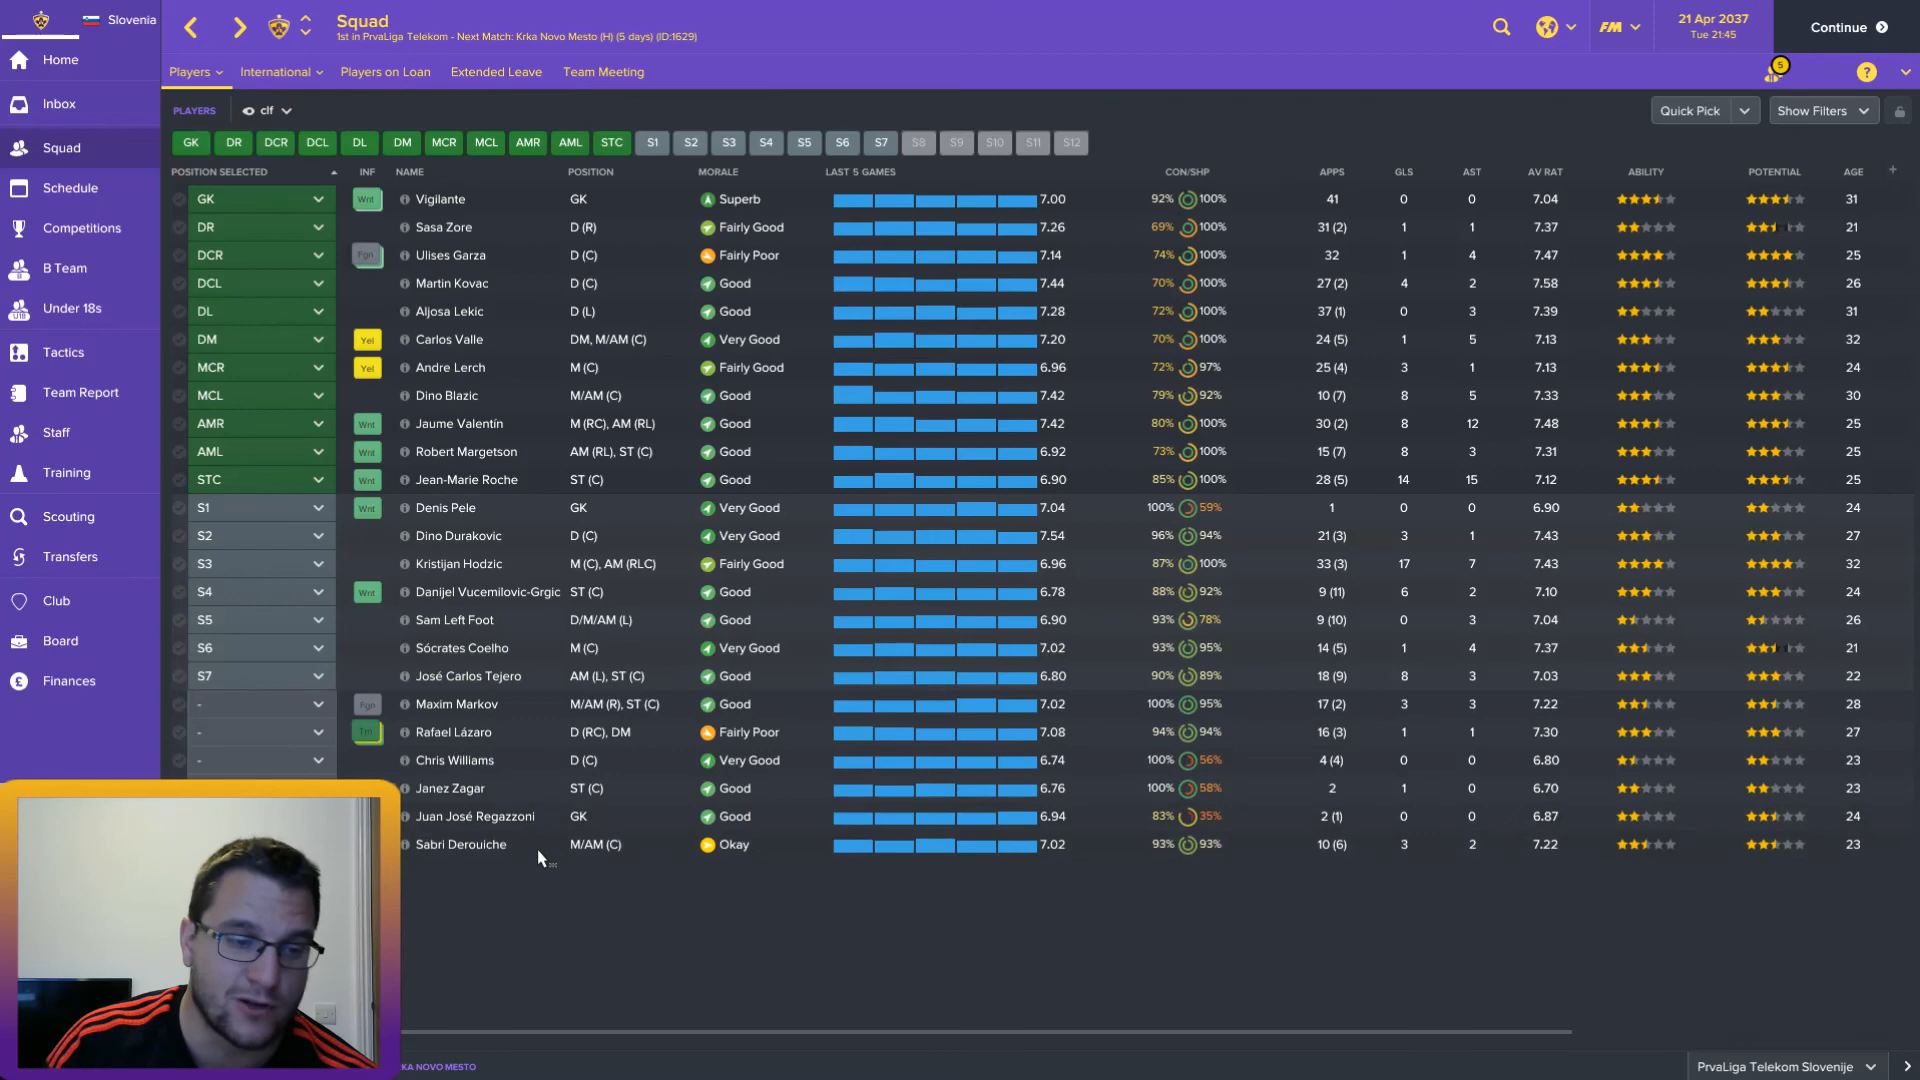 Slovenia
Squad
1st in PrvaLiga Telekom - Next Match: Krka Novo Mesto (H) (5 days) (ID:1629)
FM
21 Apr 2037
Tue 21:45
Continue
Home
Inbox
Squad
Schedule
Competitions
B Team
Under 18s
Tactics
Team Report
Staff
Training
Scouting
Transfers
Club
Board
Finances
Players International Players on Loan Extended Leave Team Meeting
5 ?
PLAYERS clf Quick Pick Show Filters
GK DR DCR DCL DL DM MCR MCL AMR AML STC S1 S2 S3 S4 S5 S6 S7 S8 S9 S10 S11 S12
POSITION SELECTED INF NAME POSITION MORALE LAST 5 GAMES CON/SHP APPS GLS AST AV RAT ABILITY POTENTIAL AGE +
GK Wnt Vigilante GK Superb 7.00 92% 100% 41 0 0 7.04 31
DR Sasa Zore D (R) Fairly Good 7.26 69% 100% 31 (2) 1 1 7.37 21
DCR Fgn Ulises Garza D (C) Fairly Poor 7.14 74% 100% 32 1 4 7.47 25
DCL Martin Kovac D (C) Good 7.44 70% 100% 27 (2) 4 2 7.58 26
DL Aljosa Lekic D (L) Good 7.28 72% 100% 37 (1) 0 3 7.39 31
DM Yel Carlos Valle DM, M/AM (C) Very Good 7.20 70% 100% 24 (5) 1 5 7.13 32
MCR Yel Andre Lerch M (C) Fairly Good 6.96 72% 97% 25 (4) 3 1 7.13 24
MCL Dino Blazic M/AM (C) Good 7.42 79% 92% 10 (7) 8 5 7.33 30
AMR Wnt Jaume Valentín M (RC), AM (RL) Good 7.42 80% 100% 30 (2) 8 12 7.48 25
AML Wnt Robert Margetson AM (RL), ST (C) Good 6.92 73% 100% 15 (7) 8 3 7.31 25
STC Wnt Jean-Marie Roche ST (C) Good 6.90 85% 100% 28 (5) 14 15 7.12 25
S1 Wnt Denis Pele GK Very Good 7.04 100% 59% 1 0 0 6.90 24
S2 Dino Durakovic D (C) Very Good 7.54 96% 94% 21 (3) 3 1 7.43 27
S3 Kristijan Hodzic M (C), AM (RLC) Fairly Good 6.96 87% 100% 33 (3) 17 7 7.43 32
S4 Wnt Danijel Vucemilovic-Grgic ST (C) Good 6.78 88% 92% 9 (11) 6 2 7.10 24
S5 Sam Left Foot D/M/AM (L) Good 6.90 93% 78% 9 (10) 0 3 7.04 26
S6 Sócrates Coelho M (C) Very Good 7.02 93% 95% 14 (5) 1 4 7.37 21
S7 José Carlos Tejero AM (L), ST (C) Good 6.80 90% 89% 18 (9) 8 3 7.03 22
- Fgn Maxim Markov M/AM (R), ST (C) Good 7.02 100% 95% 17 (2) 3 3 7.22 28
- Trn Rafael Lázaro D (RC), DM Fairly Poor 7.08 94% 94% 16 (3) 1 1 7.30 27
- Chris Williams D (C) Very Good 6.74 100% 56% 4 (4) 0 0 6.80 23
Janez Zagar ST (C) Good 6.76 100% 58% 2 1 0 6.70 23
Juan José Regazzoni GK Good 6.94 83% 35% 2 (1) 0 0 6.87 24
Sabri Derouiche M/AM (C) Okay 7.02 93% 93% 10 (6) 3 2 7.22 23
KA NOVO MESTO
PrvaLiga Telekom Slovenije